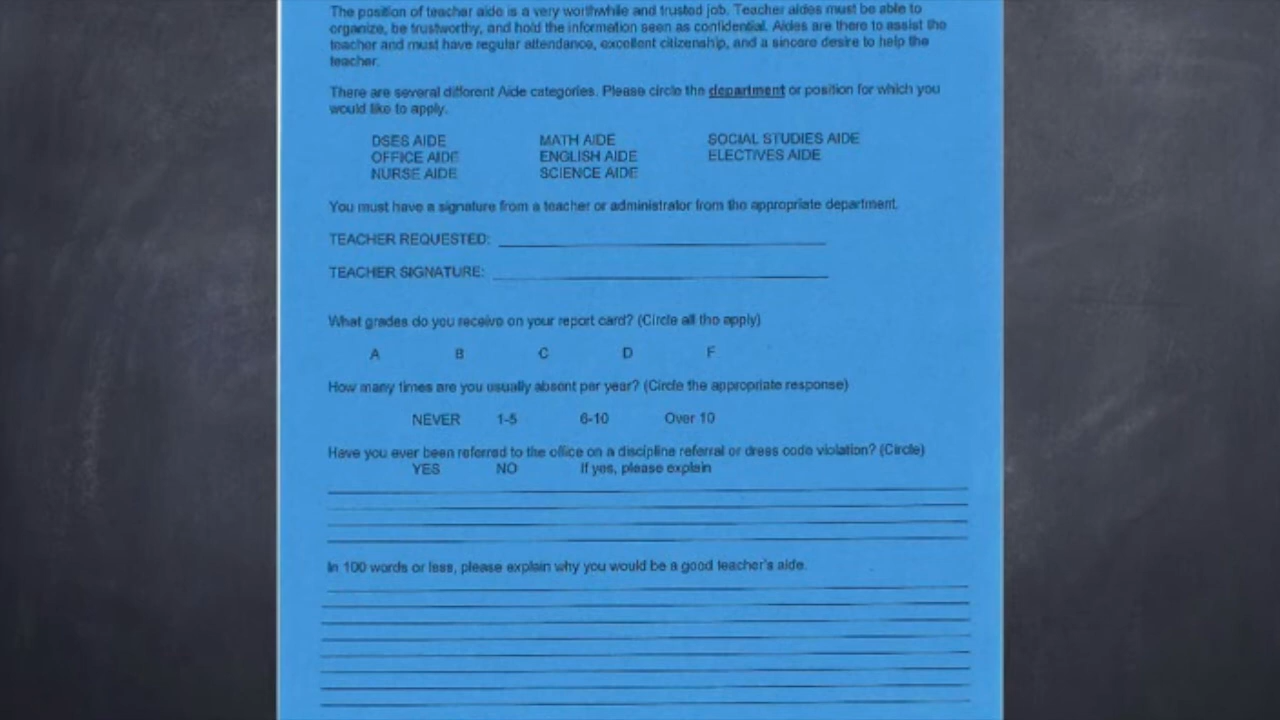 The position of teacher aide is a very worthwhile and trusted job. Teacher aides must be able to
organize, be trustworthy, and hold the information seen as confidential. Aides are there to assist the
teacher and must have regular attendance, excellent citizenship, and a sincere desire to help the
teacher.
There are several different Aide categories. Please circle the department or position for which you
would like to apply.
DSES AIDE MATH AIDE SOCIAL STUDIES AIDE
OFFICE AIDE ENGLISH AIDE ELECTIVES AIDE
NURSE AIDE SCIENCE AIDE
You must have a signature from a teacher or administrator from the appropriate department.
TEACHER REQUESTED:
TEACHER SIGNATURE:
What grades do you receive on your report card? (Circle all tho apply)
A B C D F
How many times are you usually absent per year? (Circle the appropriate response)
NEVER 1-5 6-10 Over 10
Have you ever been referred to the office on a discipline referral or dress code violation? (Circle)
YES NO If yes, please explain
In 100 words or less, please explain why you would be a good teacher's aide.